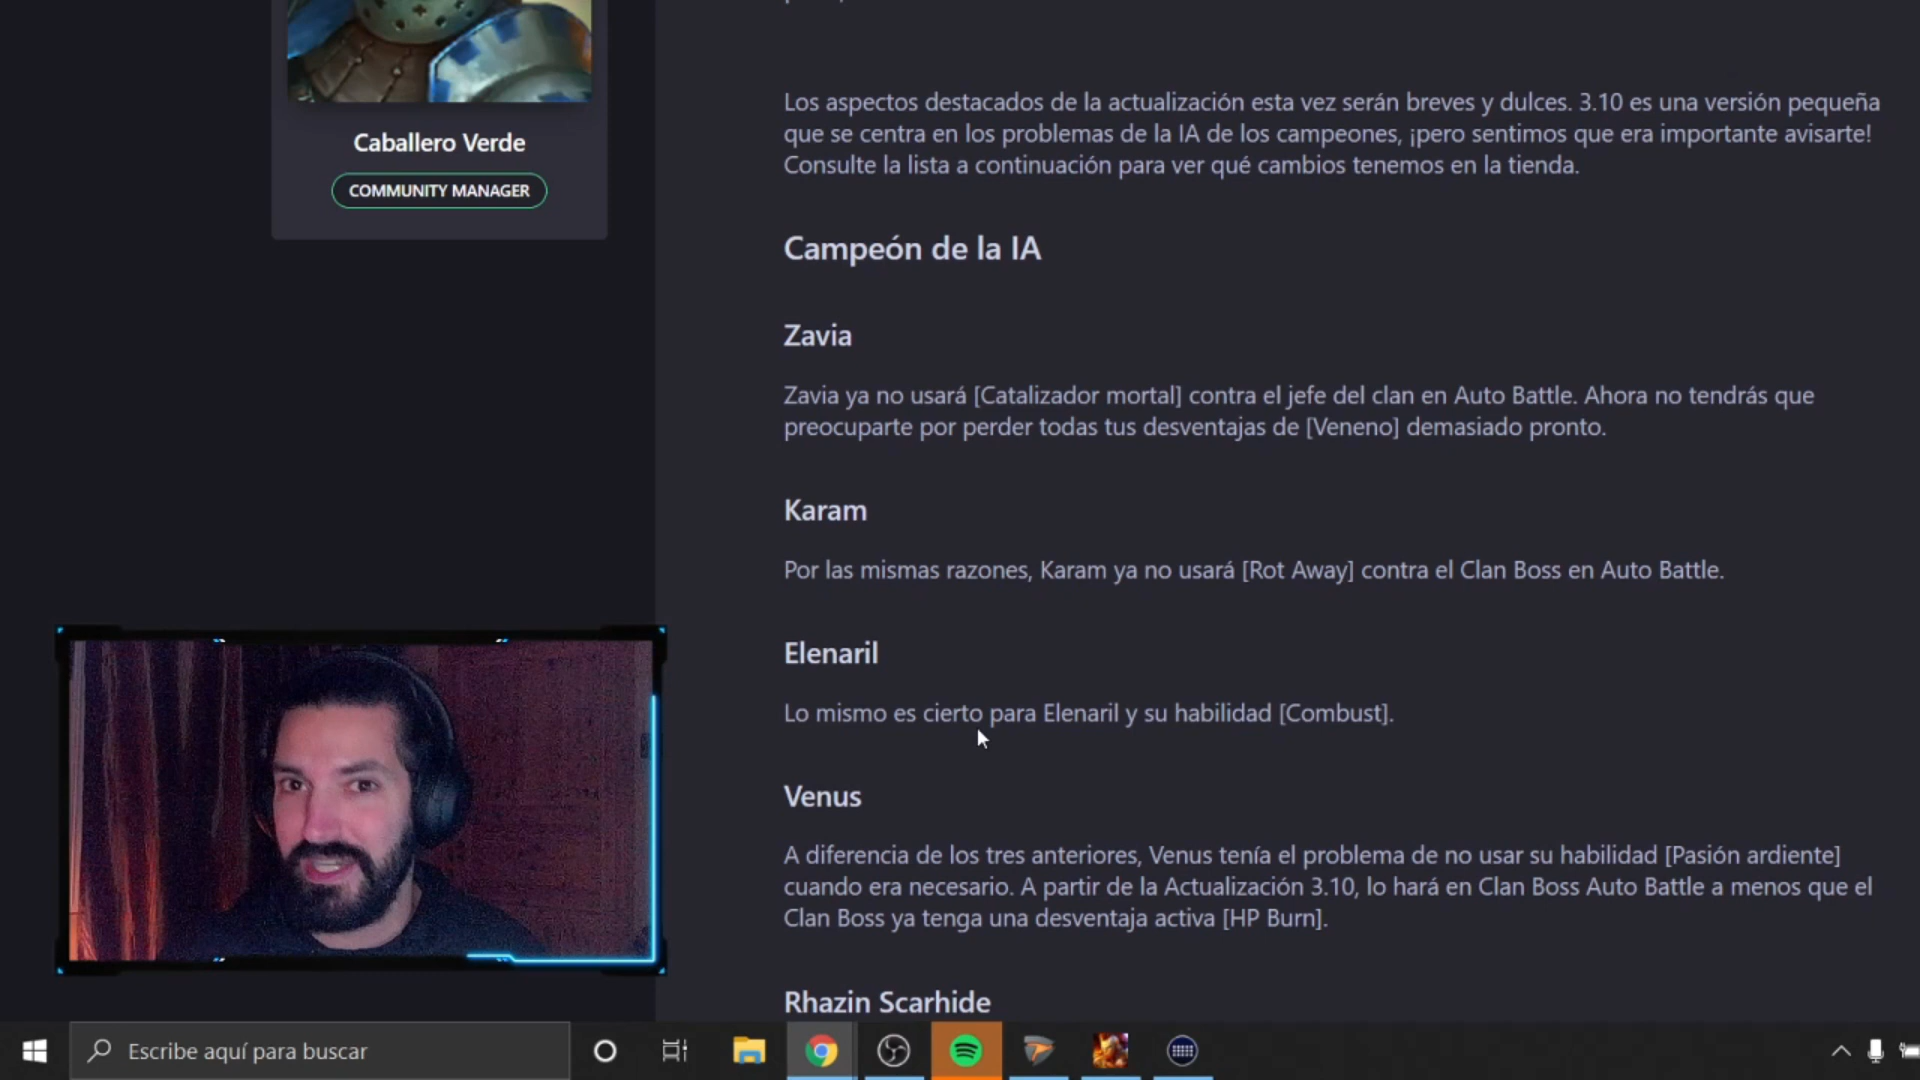 Caballero Verde
COMMUNITY MANAGER
Los aspectos destacados de la actualización esta vez serán breves y dulces. 3.10 es una versión pequeña
que se centra en los problemas de la IA de los campeones, ¡pero sentimos que era importante avisarte!
Consulte la lista a continuación para ver qué cambios tenemos en la tienda.
Campeón de la IA
Zavia
Zavia ya no usará [Catalizador mortal] contra el jefe del clan en Auto Battle. Ahora no tendrás que
preocuparte por perder todas tus desventajas de [Veneno] demasiado pronto.
Karam
Por las mismas razones, Karam ya no usará [Rot Away] contra el Clan Boss en Auto Battle.
Elenaril
Lo mismo es cierto para Elenaril y su habilidad [Combust].
Venus
A diferencia de los tres anteriores, Venus tenía el problema de no usar su habilidad [Pasión ardiente]
cuando era necesario. A partir de la Actualización 3.10, lo hará en Clan Boss Auto Battle a menos que el
Clan Boss ya tenga una desventaja activa [HP Burn].
Rhazin Scarhide
Escribe aquí para buscar